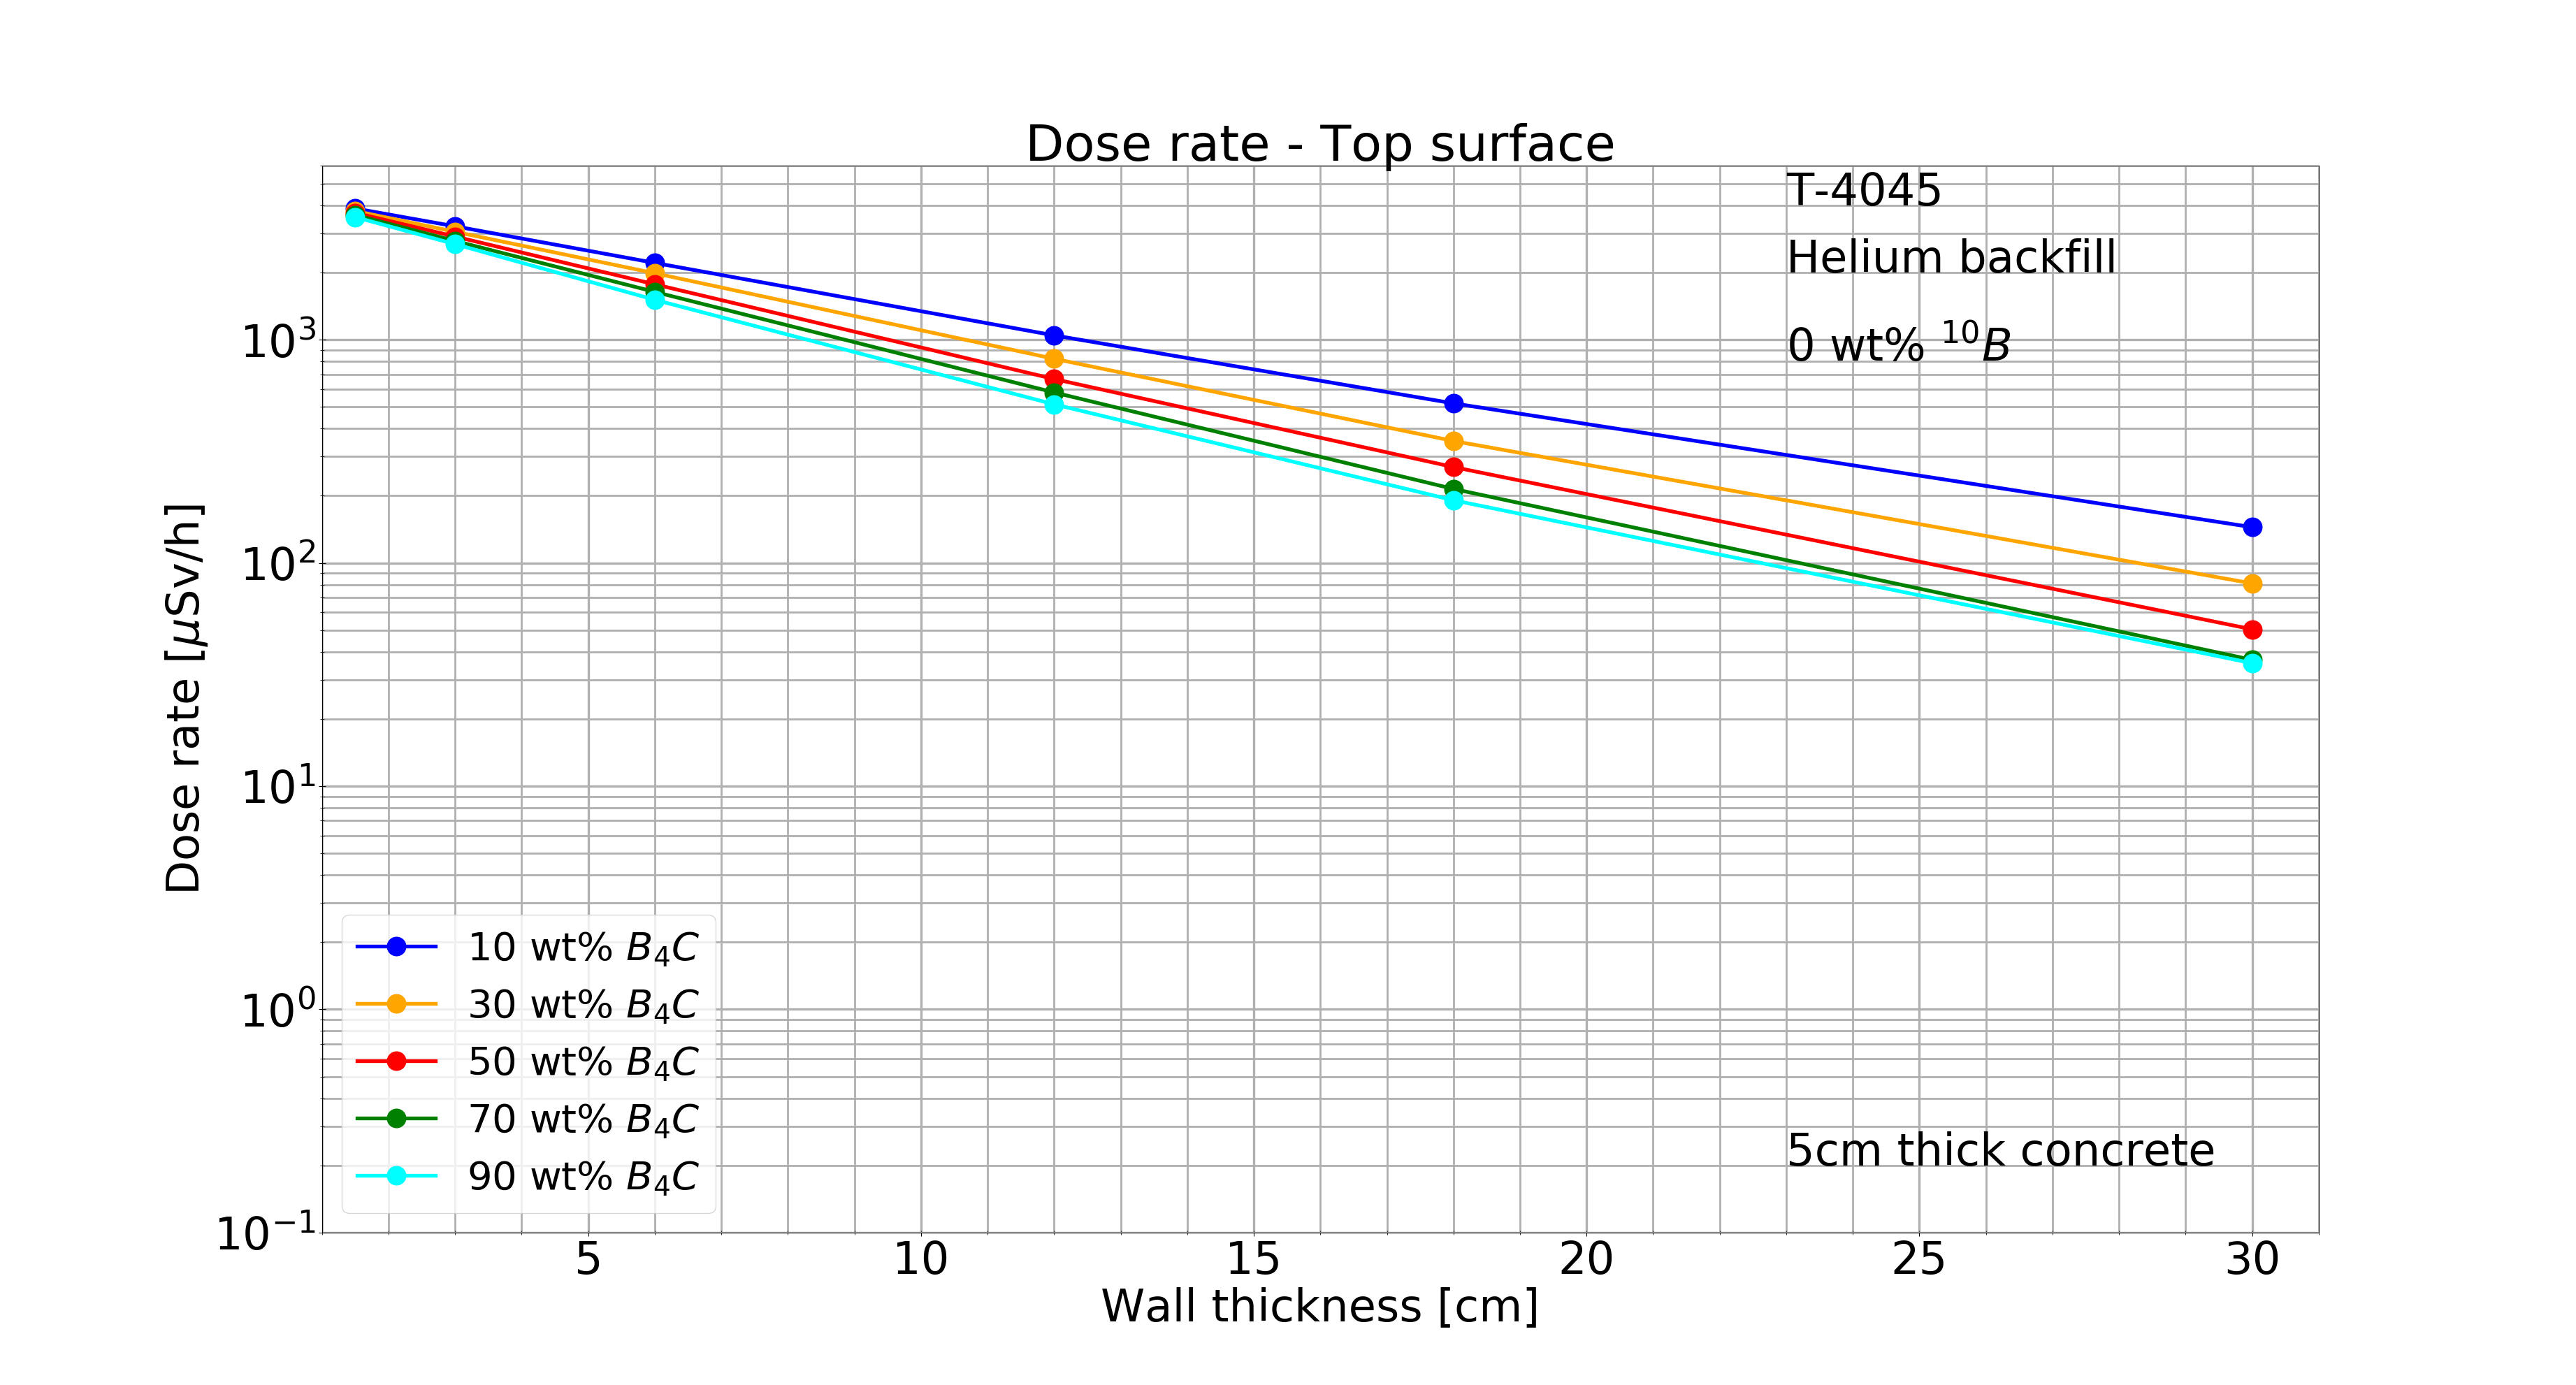 Dose rate - Top surface
T-4045
Helium backfill
0 wt% ¹⁰B
10³
10²
10¹
10⁰
10⁻¹
Dose rate [μSv/h]
10 wt% B₄C
30 wt% B₄C
50 wt% B₄C
70 wt% B₄C
90 wt% B₄C
5cm thick concrete
5 10 15 20 25 30
Wall thickness [cm]